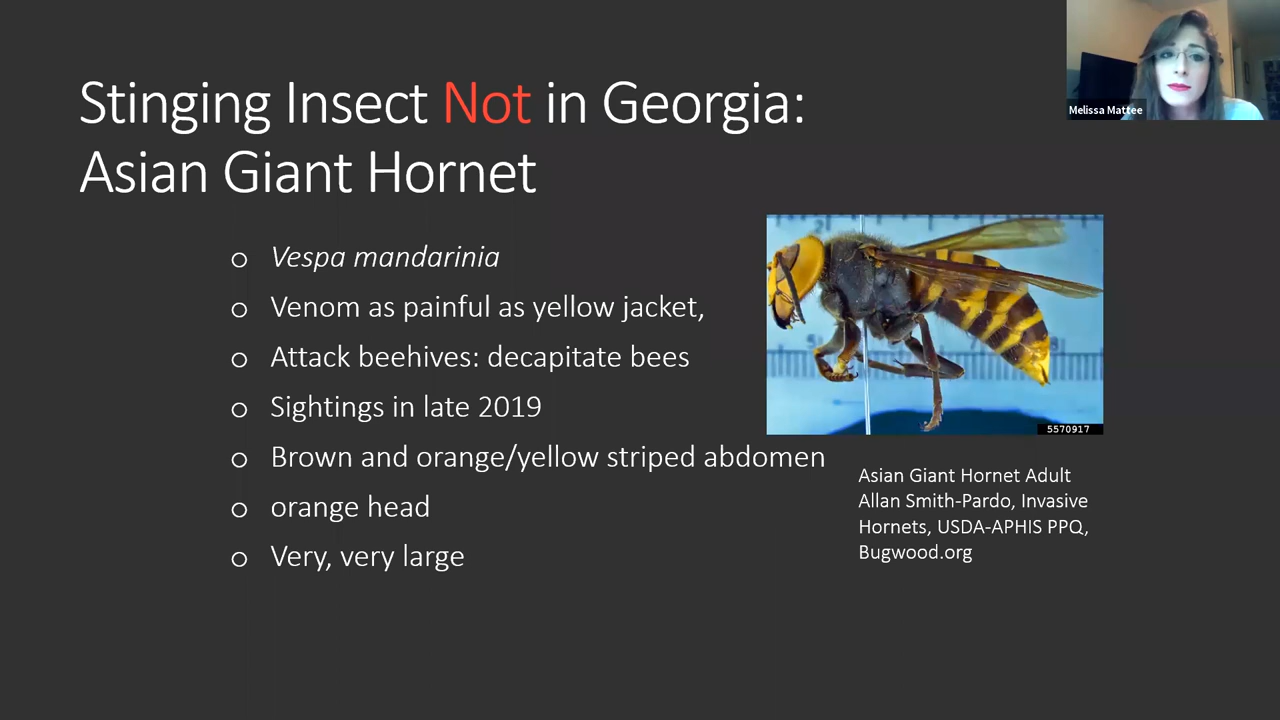 Stinging Insect Not in Georgia:
Asian Giant Hornet
Melissa Mattee
o Vespa mandarinia
o Venom as painful as yellow jacket,
o Attack beehives: decapitate bees
o Sightings in late 2019
o Brown and orange/yellow striped abdomen
o orange head
o Very, very large
5570917
Asian Giant Hornet Adult
Allan Smith-Pardo, Invasive
Hornets, USDA-APHIS PPQ,
Bugwood.org